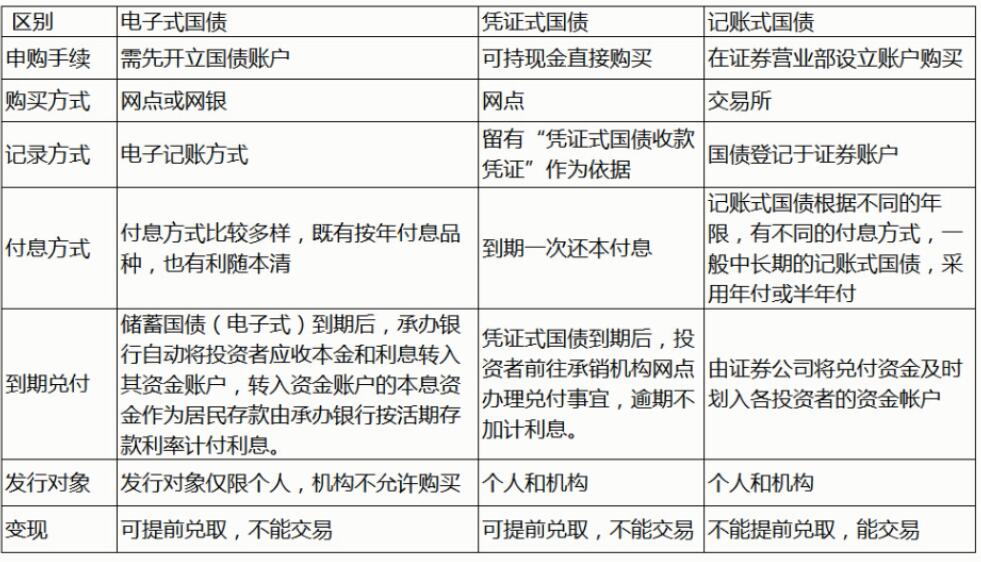 区别
电子式国债
凭证式国债
记账式国债
申购手续
需先开立国债账户
可持现金直接购买
在证券营业部设立账户购买
购买方式
网点或网银
网点
交易所
记录方式
电子记账方式
留有“凭证式国债收款
凭证”作为依据
国债登记于证券账户
付息方式
付息方式比较多样，既有按年付息品
种，也有利随本清
到期一次还本付息
记账式国债根据不同的年
限，有不同的付息方式，一
般中长期的记账式国债，采
用年付或半年付
到期兑付
储蓄国债（电子式）到期后，承办银
行自动将投资者应收本金和利息转入
其资金账户，转入资金账户的本息资
金作为居民存款由承办银行按活期存
款利率计付利息。
凭证式国债到期后，投
资者前往承销机构网点
办理兑付事宜，逾期不
加计利息。
由证券公司将兑付资金及时
划入各投资者的资金帐户
发行对象
发行对象仅限个人，机构不允许购买
个人和机构
个人和机构
变现
可提前兑取，不能交易
可提前兑取，不能交易
不能提前兑取，能交易